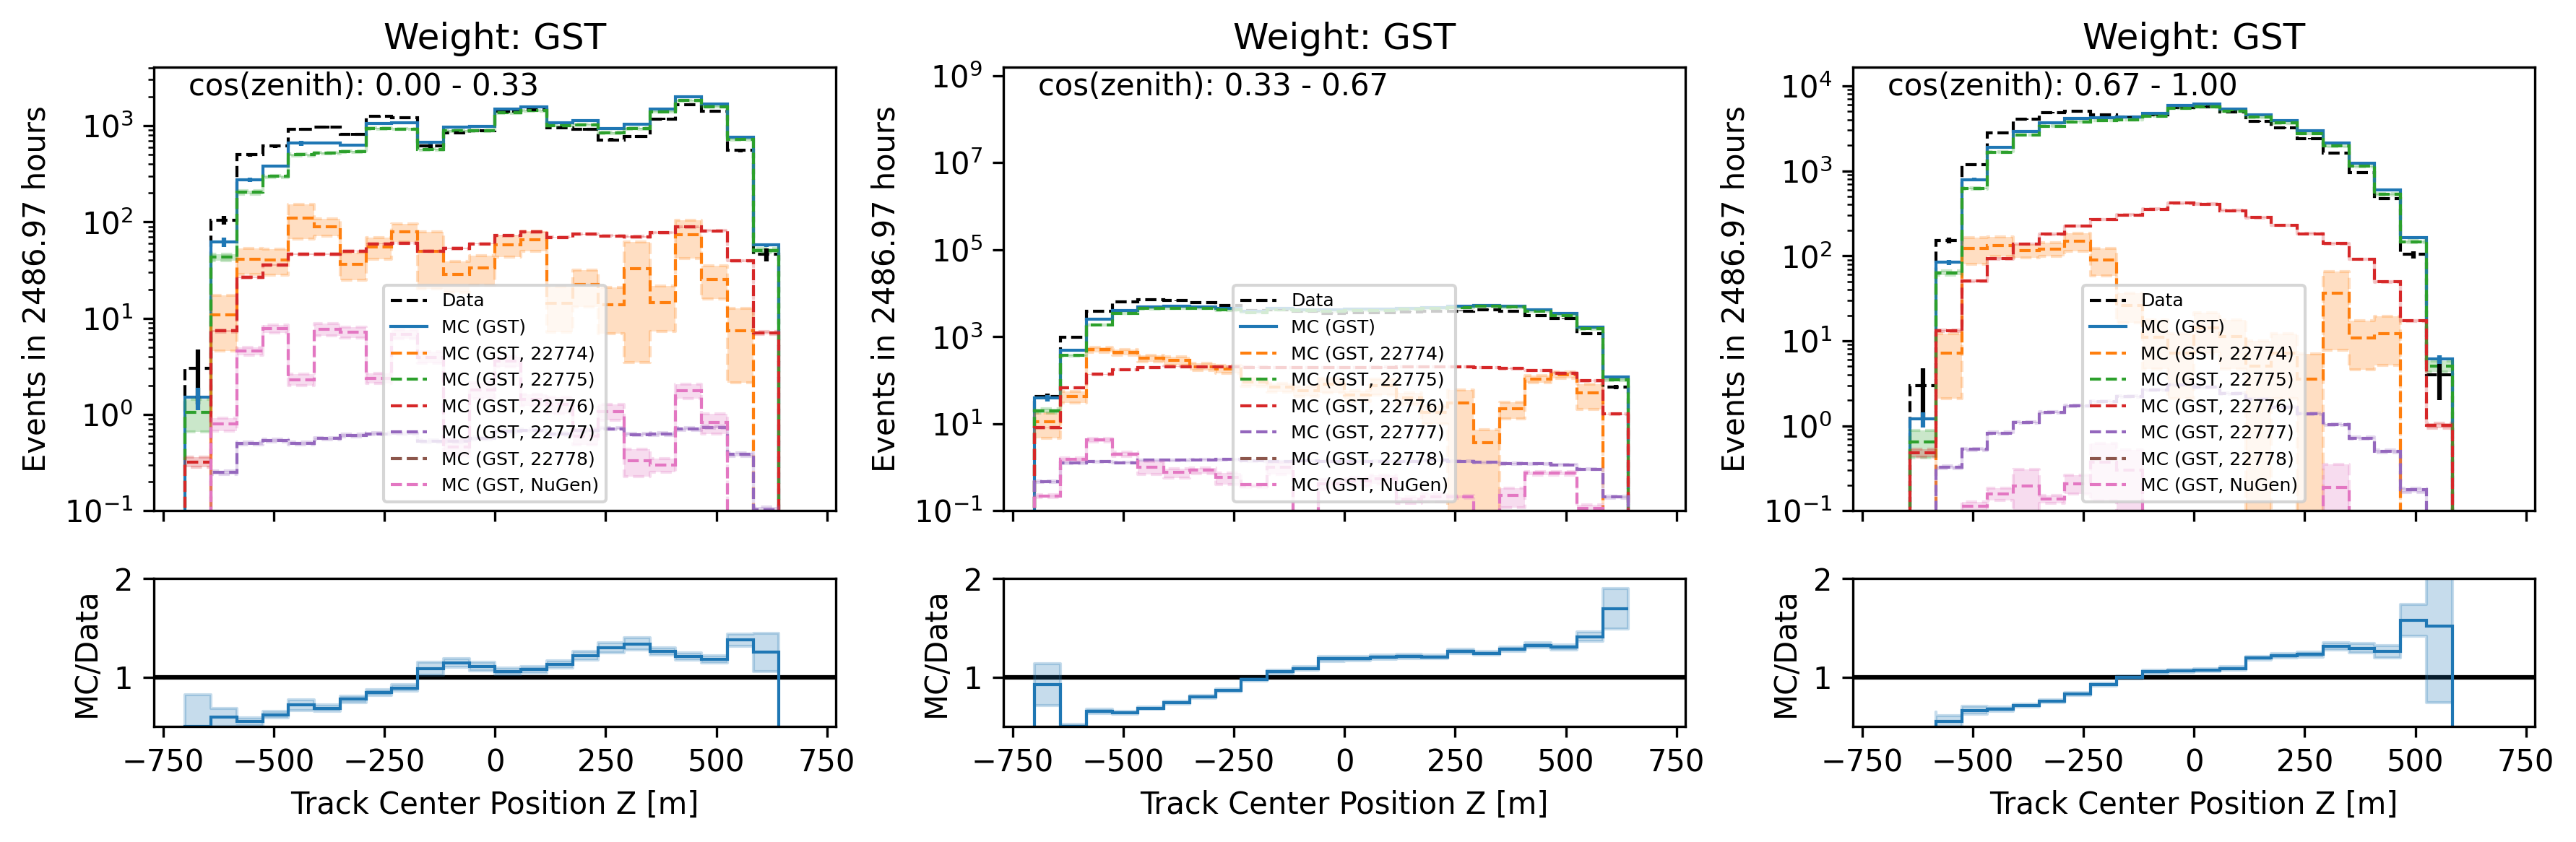 Weight: GST
cos(zenith): 0.00 - 0.33
Events in 2486.97 hours
10³
10²
10¹
10⁰
10⁻¹
Data
MC (GST)
MC (GST, 22774)
MC (GST, 22775)
MC (GST, 22776)
MC (GST, 22777)
MC (GST, 22778)
MC (GST, NuGen)
MC/Data
2
1
−750 −500 −250 0 250 500 750
Track Center Position Z [m]
Weight: GST
cos(zenith): 0.33 - 0.67
Events in 2486.97 hours
10⁹
10⁷
10⁵
10³
10¹
10⁻¹
Data
MC (GST)
MC (GST, 22774)
MC (GST, 22775)
MC (GST, 22776)
MC (GST, 22777)
MC (GST, 22778)
MC (GST, NuGen)
MC/Data
2
1
−750 −500 −250 0 250 500 750
Track Center Position Z [m]
Weight: GST
cos(zenith): 0.67 - 1.00
Events in 2486.97 hours
10⁴
10³
10²
10¹
10⁰
10⁻¹
Data
MC (GST)
MC (GST, 22774)
MC (GST, 22775)
MC (GST, 22776)
MC (GST, 22777)
MC (GST, 22778)
MC (GST, NuGen)
MC/Data
2
1
−750 −500 −250 0 250 500 750
Track Center Position Z [m]